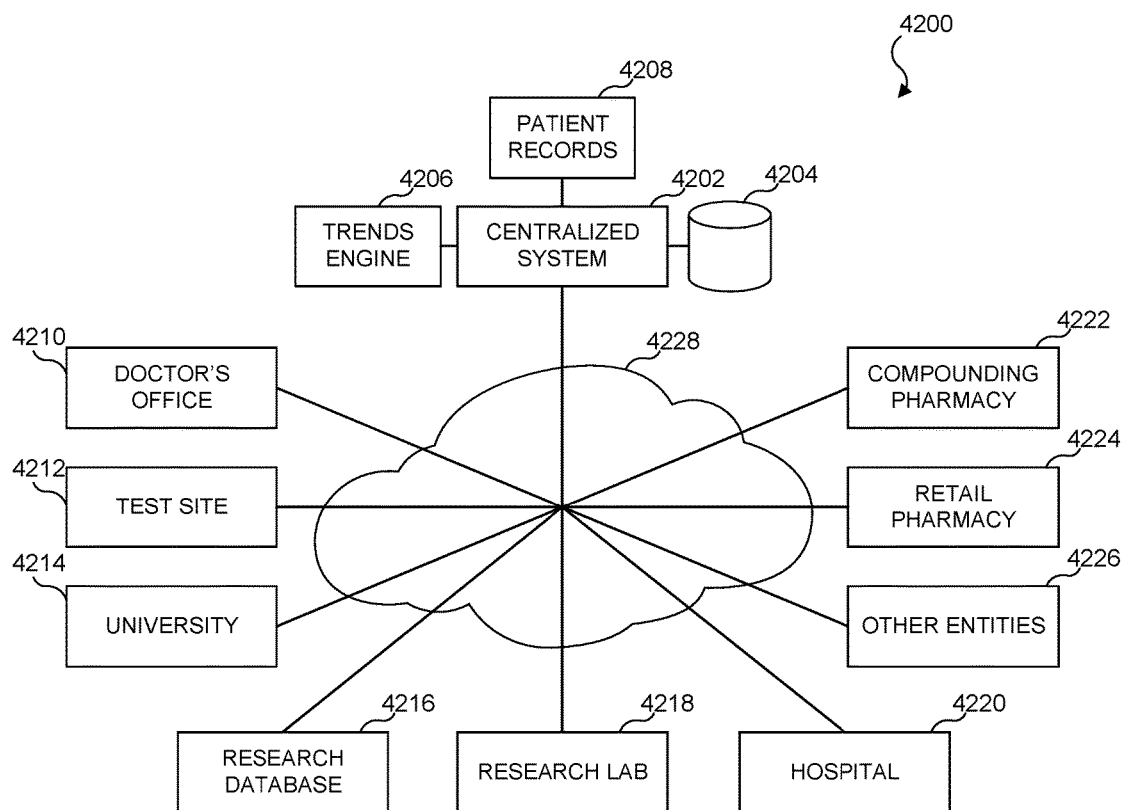 4200
4208
PATIENT
RECORDS
4206
4202
4204
TRENDS
ENGINE
CENTRALIZED
SYSTEM
4210
4228
4222
DOCTOR'S
OFFICE
COMPOUNDING
PHARMACY
4212
4224
TEST SITE
RETAIL
PHARMACY
4214
4226
UNIVERSITY
OTHER ENTITIES
4216
4218
4220
RESEARCH
DATABASE
RESEARCH LAB
HOSPITAL